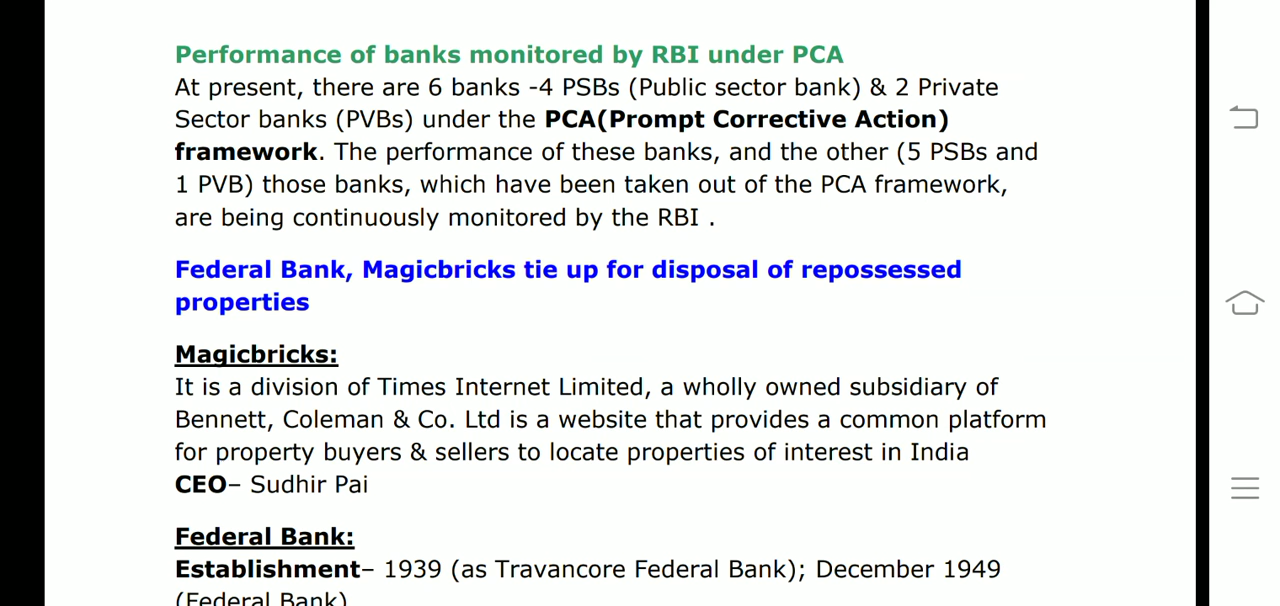 Performance of banks monitored by RBI under PCA
At present, there are 6 banks -4 PSBs (Public sector bank) & 2 Private
Sector banks (PVBs) under the PCA(Prompt Corrective Action)
framework. The performance of these banks, and the other (5 PSBs and
1 PVB) those banks, which have been taken out of the PCA framework,
are being continuously monitored by the RBI .
Federal Bank, Magicbricks tie up for disposal of repossessed
properties
Magicbricks:
It is a division of Times Internet Limited, a wholly owned subsidiary of
Bennett, Coleman & Co. Ltd is a website that provides a common platform
for property buyers & sellers to locate properties of interest in India
CEO– Sudhir Pai
Federal Bank:
Establishment– 1939 (as Travancore Federal Bank); December 1949
(Federal Bank)